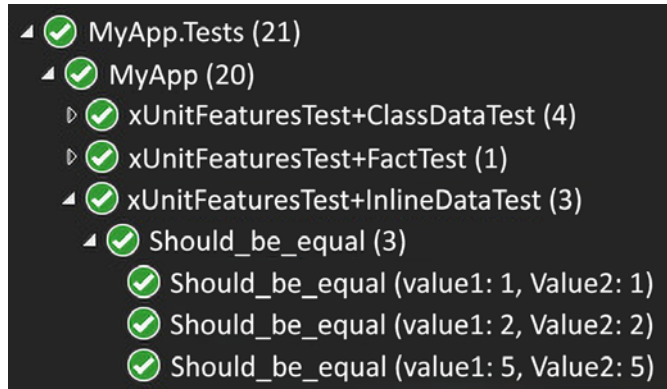 MyApp.Tests (21)
MyApp (20)
xUnitFeaturesTest+ClassDataTest (4)
xUnitFeaturesTest+FactTest (1)
xUnitFeaturesTest+InlineDataTest (3)
Should_be_equal (3)
Should_be_equal (value1: 1, Value2: 1)
Should_be_equal (value1: 2, Value2: 2)
Should_be_equal (value1: 5, Value2: 5)